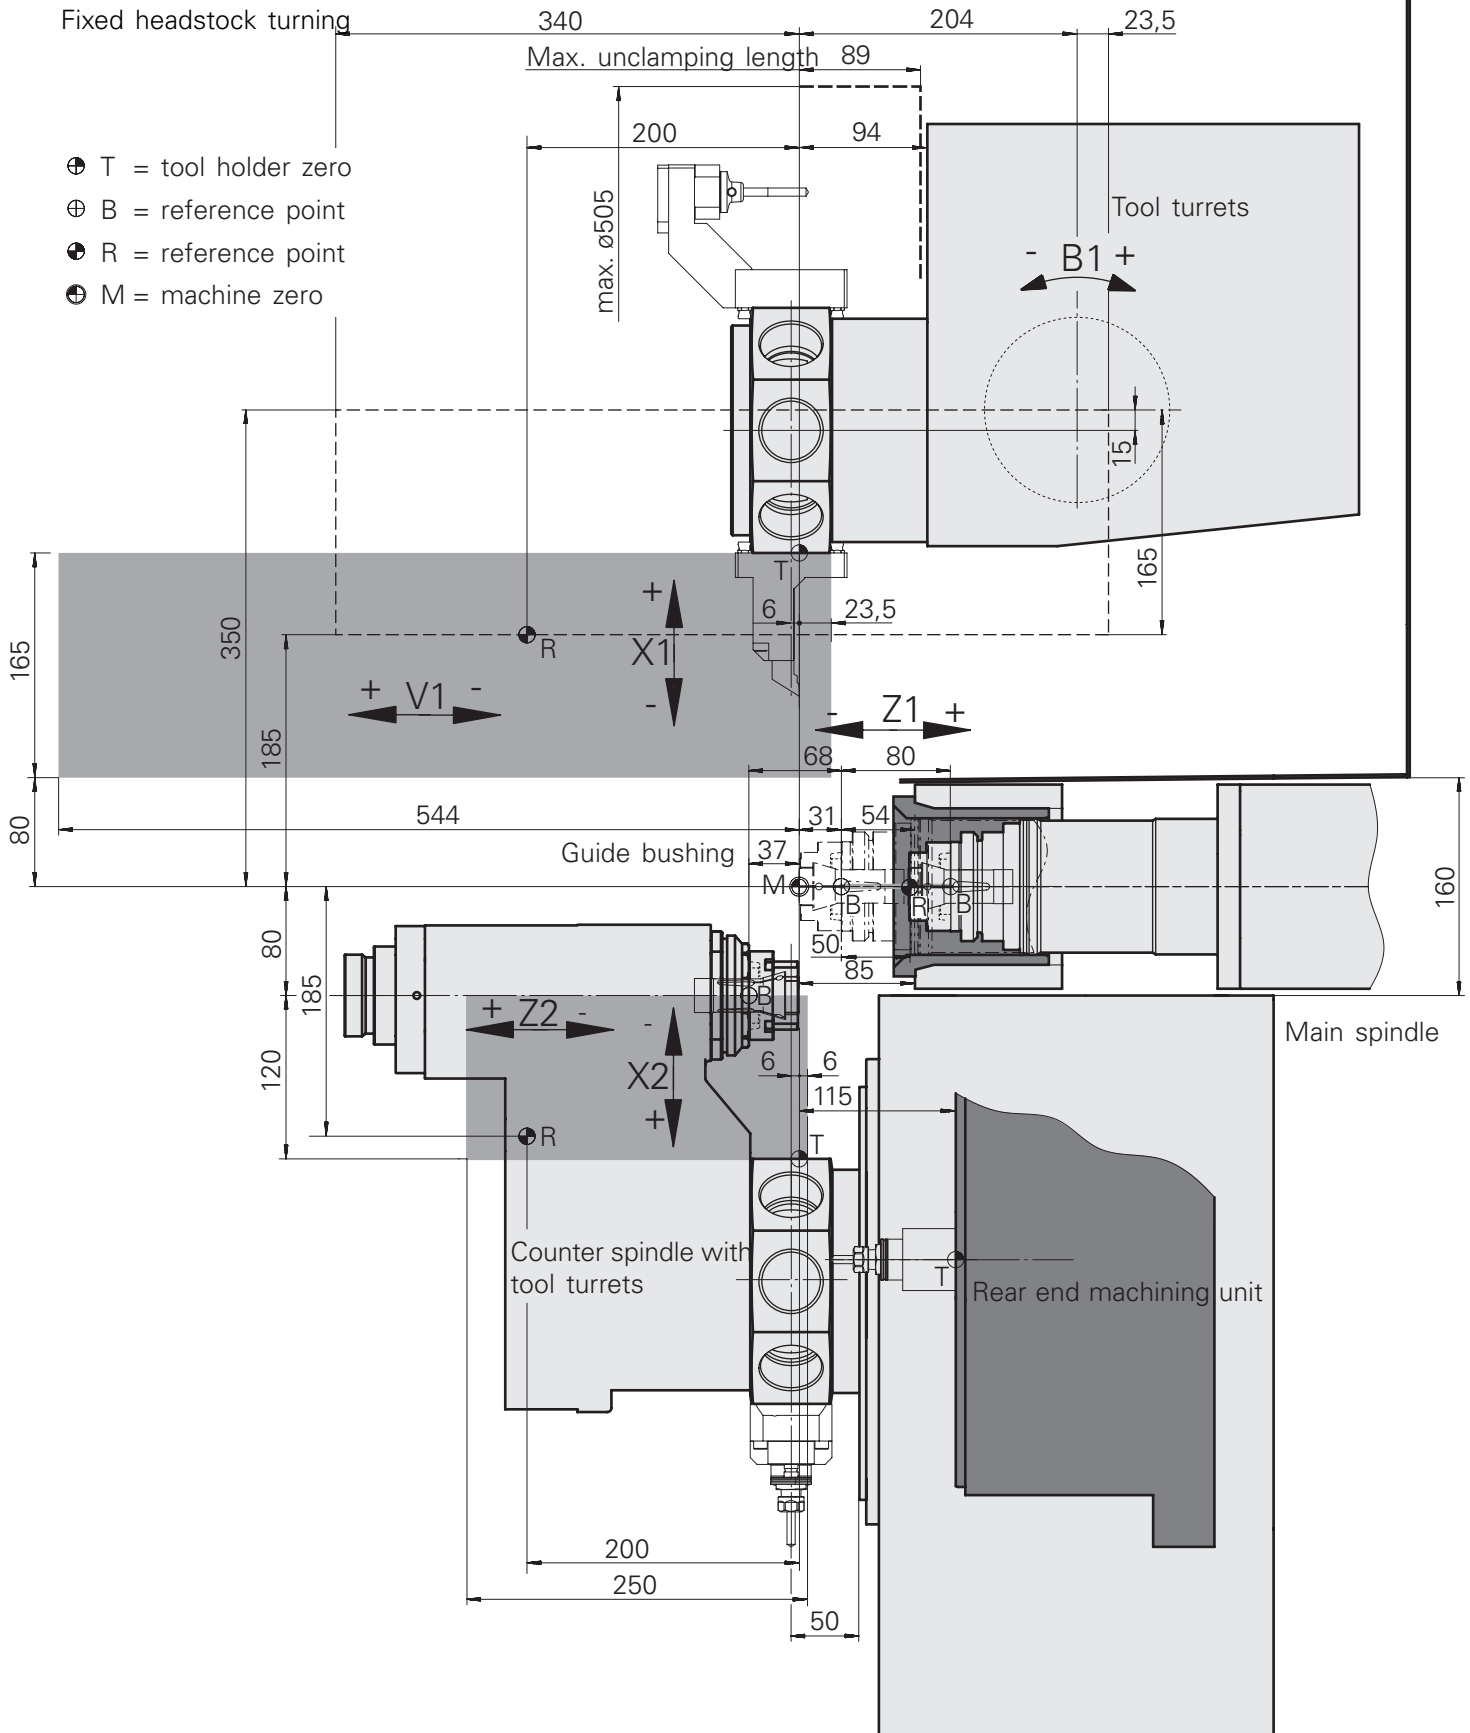 Fixed headstock turning
340
204
23,5
Max. unclamping length
89
200
94
T = tool holder zero
B = reference point
R = reference point
M = machine zero
max. ø505
Tool turrets
- B1 +
15
165
T
6
23,5
350
165
R
+
X1
-
+ V1 -
- Z1 +
185
68
80
80
544
31
54
Guide bushing
37
M
B
R
B
160
50
85
80
185
B
+ Z2 -
-
X2
+
6
6
115
120
Main spindle
R
T
Counter spindle with
tool turrets
T
Rear end machining unit
200
250
50